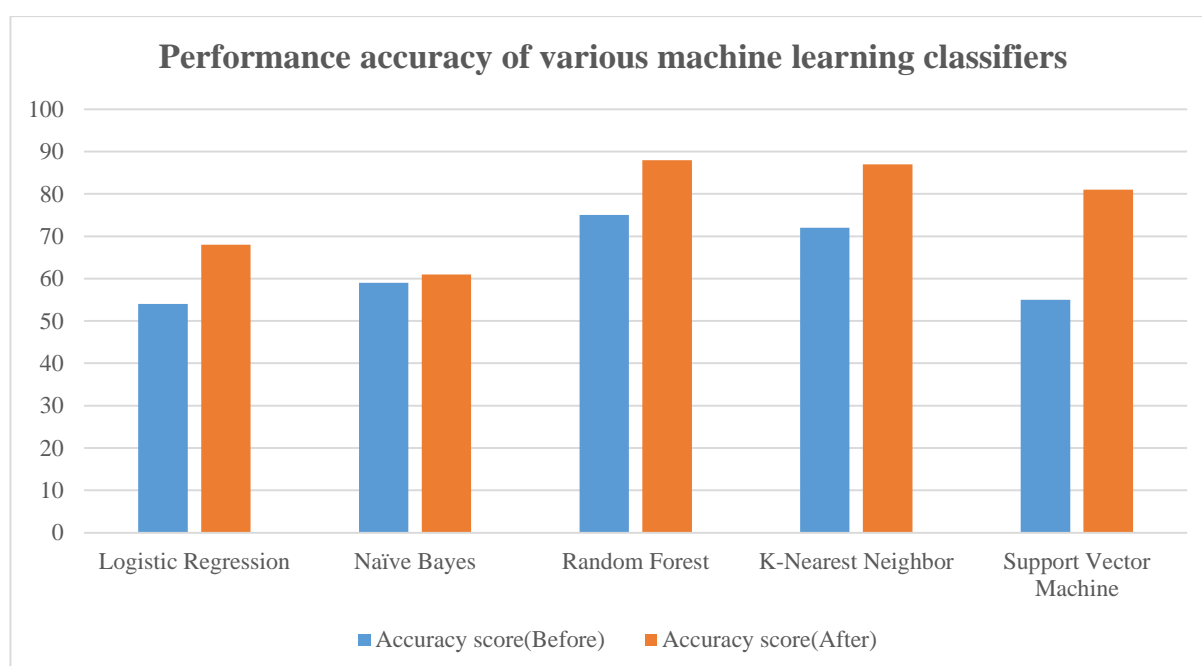 Performance accuracy of various machine learning classifiers
100
90
80
70
60
50
40
30
20
10
0
Logistic Regression
Naïve Bayes
Random Forest
K-Nearest Neighbor
Support Vector
Machine
Accuracy score(Before)
Accuracy score(After)